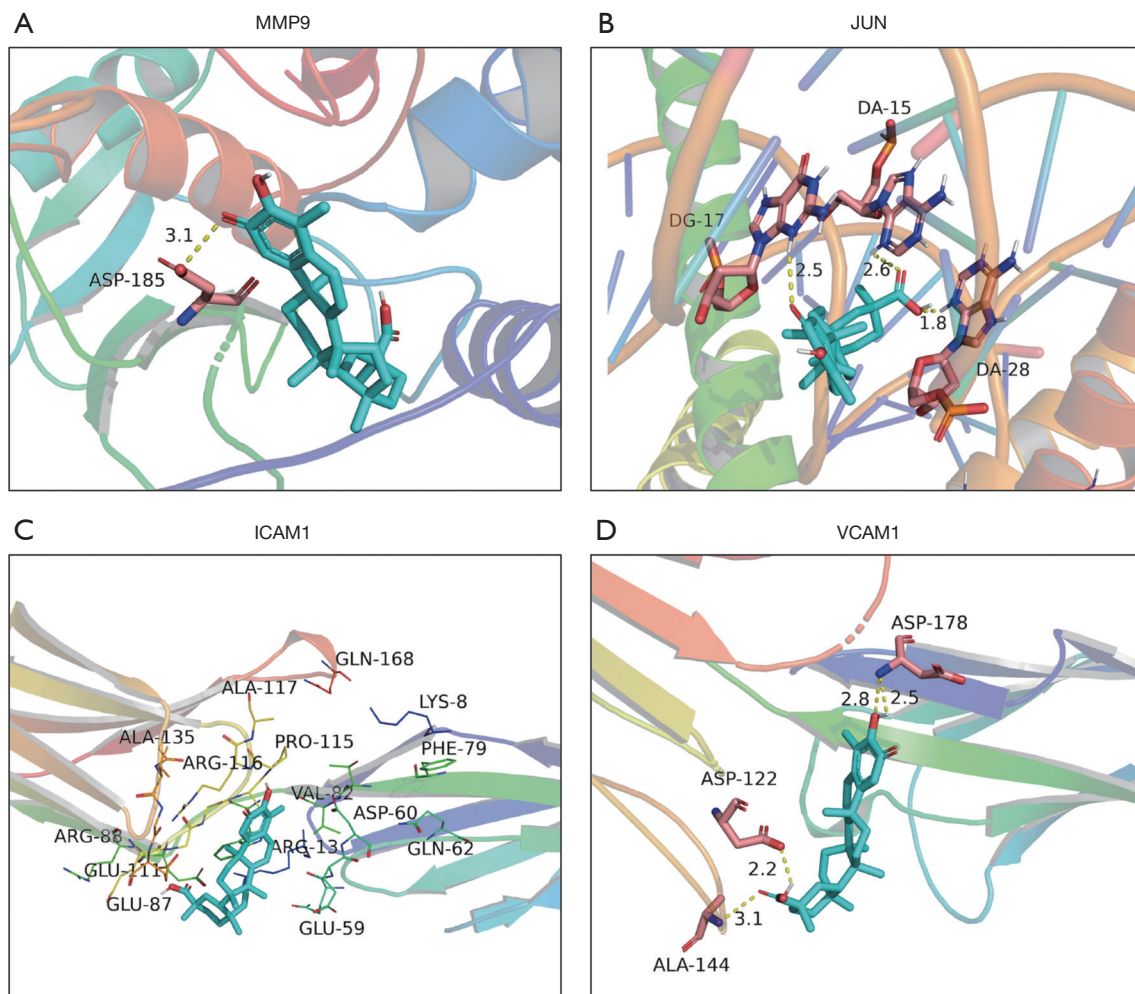 A
MMP9
3.1
ASP-185
B
JUN
DA-15
DG-17
2.5
2.6
1.8
DA-28
C
ICAM1
GLN-168
ALA-117
LYS-8
ALA-135
PRO-115
ARG-116
PHE-79
VAL-82
ASP-60
ARG-88
ARG-13
GLN-62
GLU-111
GLU-87
GLU-59
D
VCAM1
ASP-178
2.8
2.5
ASP-122
2.2
3.1
ALA-144